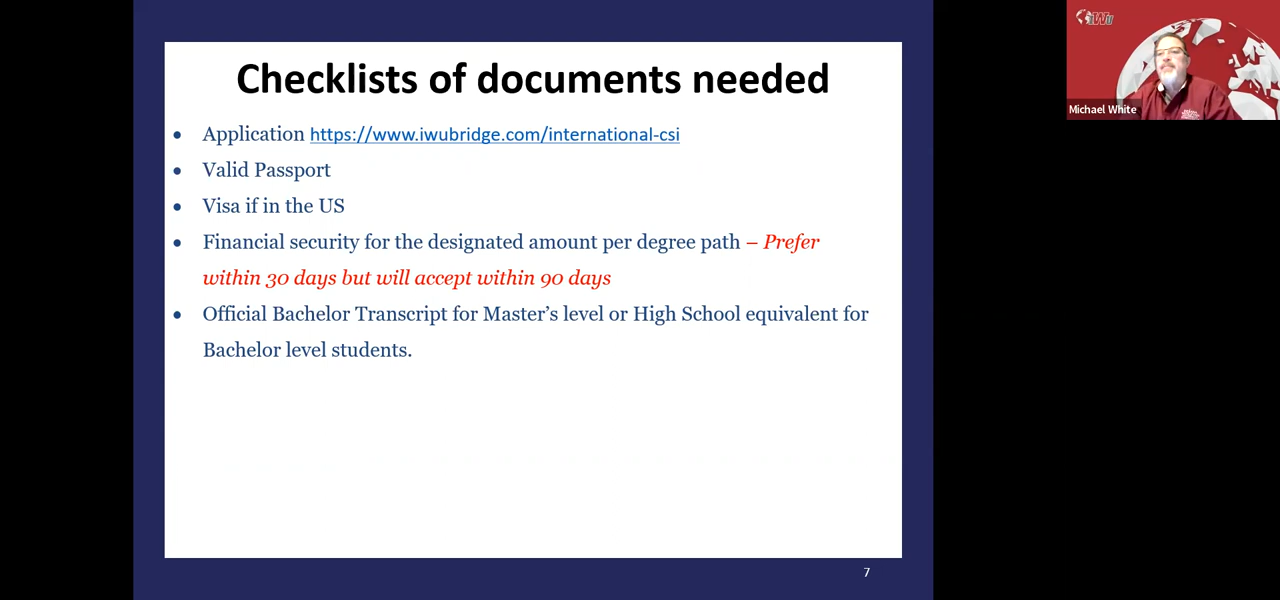 Checklists of documents needed
• Application https://www.iwubridge.com/international-csi
• Valid Passport
• Visa if in the US
• Financial security for the designated amount per degree path – Prefer
within 30 days but will accept within 90 days
• Official Bachelor Transcript for Master’s level or High School equivalent for
Bachelor level students.
7
IWU
Michael White